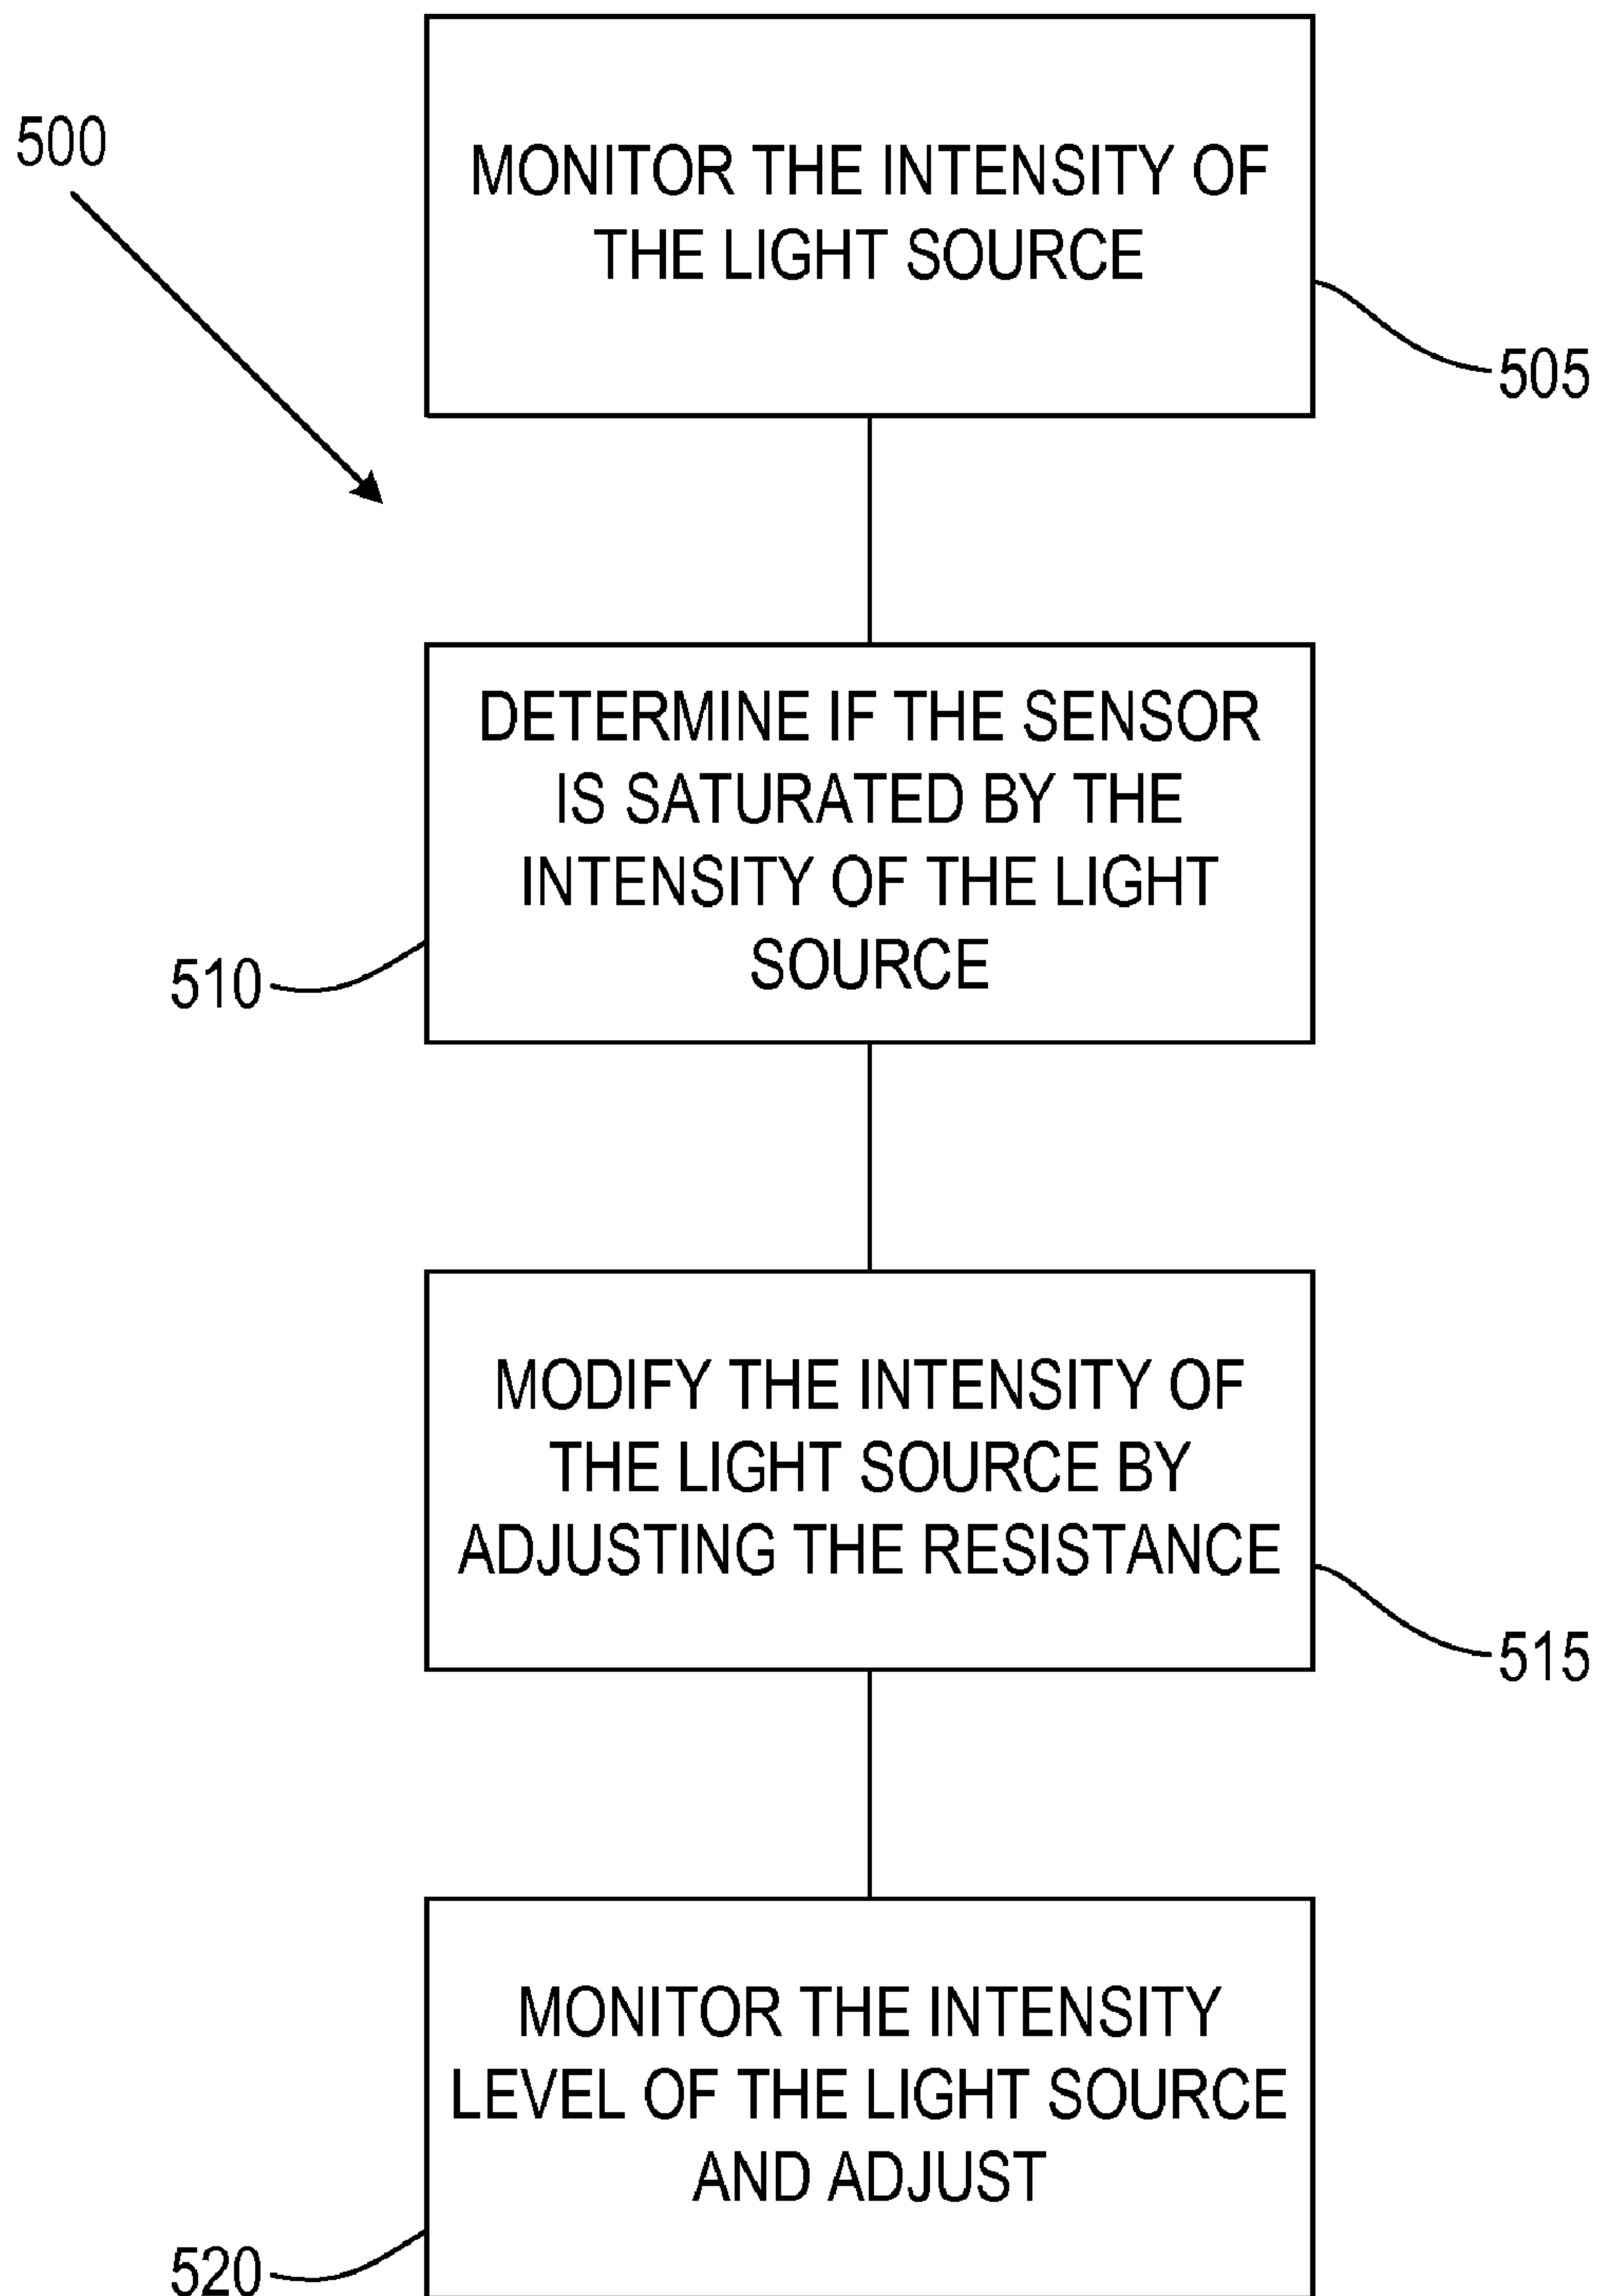 500
MONITOR THE INTENSITY OF
THE LIGHT SOURCE
505
DETERMINE IF THE SENSOR
IS SATURATED BY THE
INTENSITY OF THE LIGHT
SOURCE
510
MODIFY THE INTENSITY OF
THE LIGHT SOURCE BY
ADJUSTING THE RESISTANCE
515
MONITOR THE INTENSITY
LEVEL OF THE LIGHT SOURCE
AND ADJUST
520